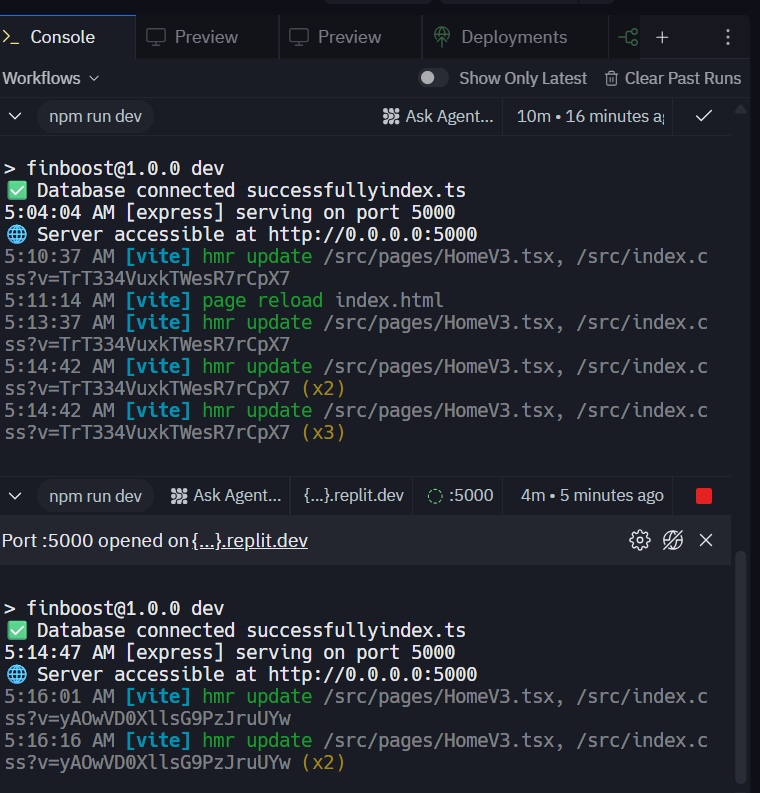 Console
Preview
Preview
Deployments
Workflows
Show Only Latest
Clear Past Runs
npm run dev
Ask Agent...
10m • 16 minutes a
> finboost@1.0.0 dev
✅ Database connected successfullyindex.ts
5:04:04 AM [express] serving on port 5000
🌐 Server accessible at http://0.0.0.0:5000
5:10:37 AM [vite] hmr update /src/pages/HomeV3.tsx, /src/index.c
ss?v=TrT334VuxkTWesR7rCpX7
5:11:14 AM [vite] page reload index.html
5:13:37 AM [vite] hmr update /src/pages/HomeV3.tsx, /src/index.c
ss?v=TrT334VuxkTWesR7rCpX7
5:14:42 AM [vite] hmr update /src/pages/HomeV3.tsx, /src/index.c
ss?v=TrT334VuxkTWesR7rCpX7 (x2)
5:14:42 AM [vite] hmr update /src/pages/HomeV3.tsx, /src/index.c
ss?v=TrT334VuxkTWesR7rCpX7 (x3)
npm run dev
Ask Agent...
{...}.replit.dev
:5000
4m • 5 minutes ago
Port :5000 opened on {...}.replit.dev
> finboost@1.0.0 dev
✅ Database connected successfullyindex.ts
5:14:47 AM [express] serving on port 5000
🌐 Server accessible at http://0.0.0.0:5000
5:16:01 AM [vite] hmr update /src/pages/HomeV3.tsx, /src/index.c
ss?v=yAOwVD0XllsG9PzJruUYw
5:16:16 AM [vite] hmr update /src/pages/HomeV3.tsx, /src/index.c
ss?v=yAOwVD0XllsG9PzJruUYw (x2)